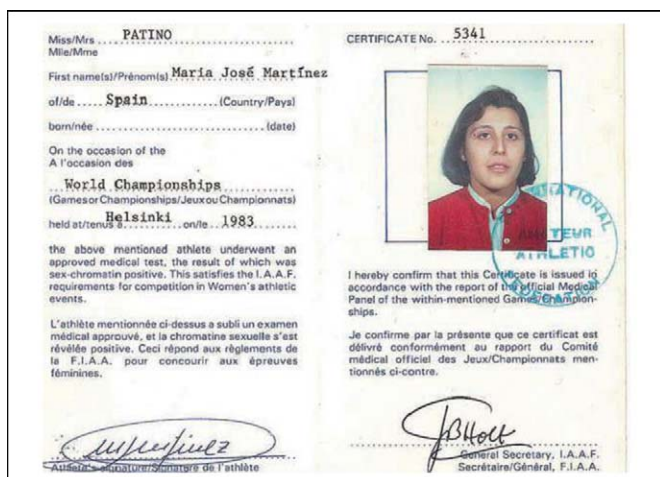 Miss/Mrs PATINO
Mlle/Mme
First name(s)/Prénom(s) Maria José Martínez
of/de ..... Spain ............(Country/Pays)
born/née ...............................(date)
On the occasion of the
A l'occasion des
World Championships
(Games or Championships/Jeux ou Championnats)
held at/tenus à Helsinki on/le 1983
the above mentioned athlete underwent an
approved medical test, the result of which was
sex-chromatin positive. This satisfies the I.A.A.F.
requirements for competition in Women's athletic
events.
L'athlète mentionnée ci-dessus a subi un examen
médical approuvé, et la chromatine sexuelle s'est
révélée positive. Ceci répond aux règlements de
la F.I.A.A. pour concourir aux épreuves
féminines.
Athlete's signature/Signature de l'athlète
CERTIFICATE No. 5341
INTERNATIONAL
AMATEUR
ATHLETIC
FEDERATION
I hereby confirm that this Certificate is issued in
accordance with the report of the official Medical
Panel of the within-mentioned Games/Champion-
ships.
Je confirme par la présente que ce certificat est
délivré conformément au rapport du Comité
médical officiel des Jeux/Championnats men-
tionnés ci-contre.
JBHolt
General Secretary, I.A.A.F.
Secrétaire/Général, F.I.A.A.